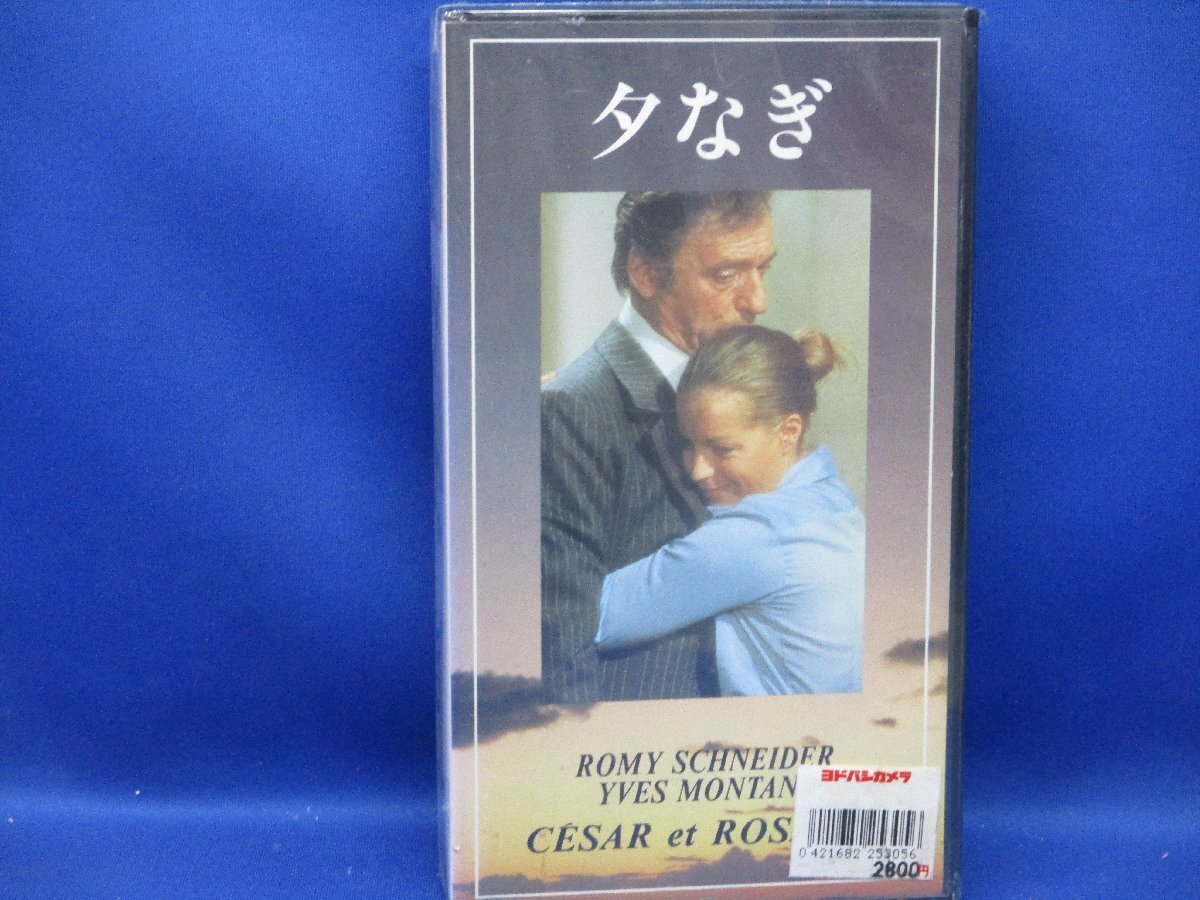 夕なぎ
ROMY SCHNEIDER
YVES MONTAN
CÉSAR et ROS
ヨドバシカメラ
0 421682 253056
2800円